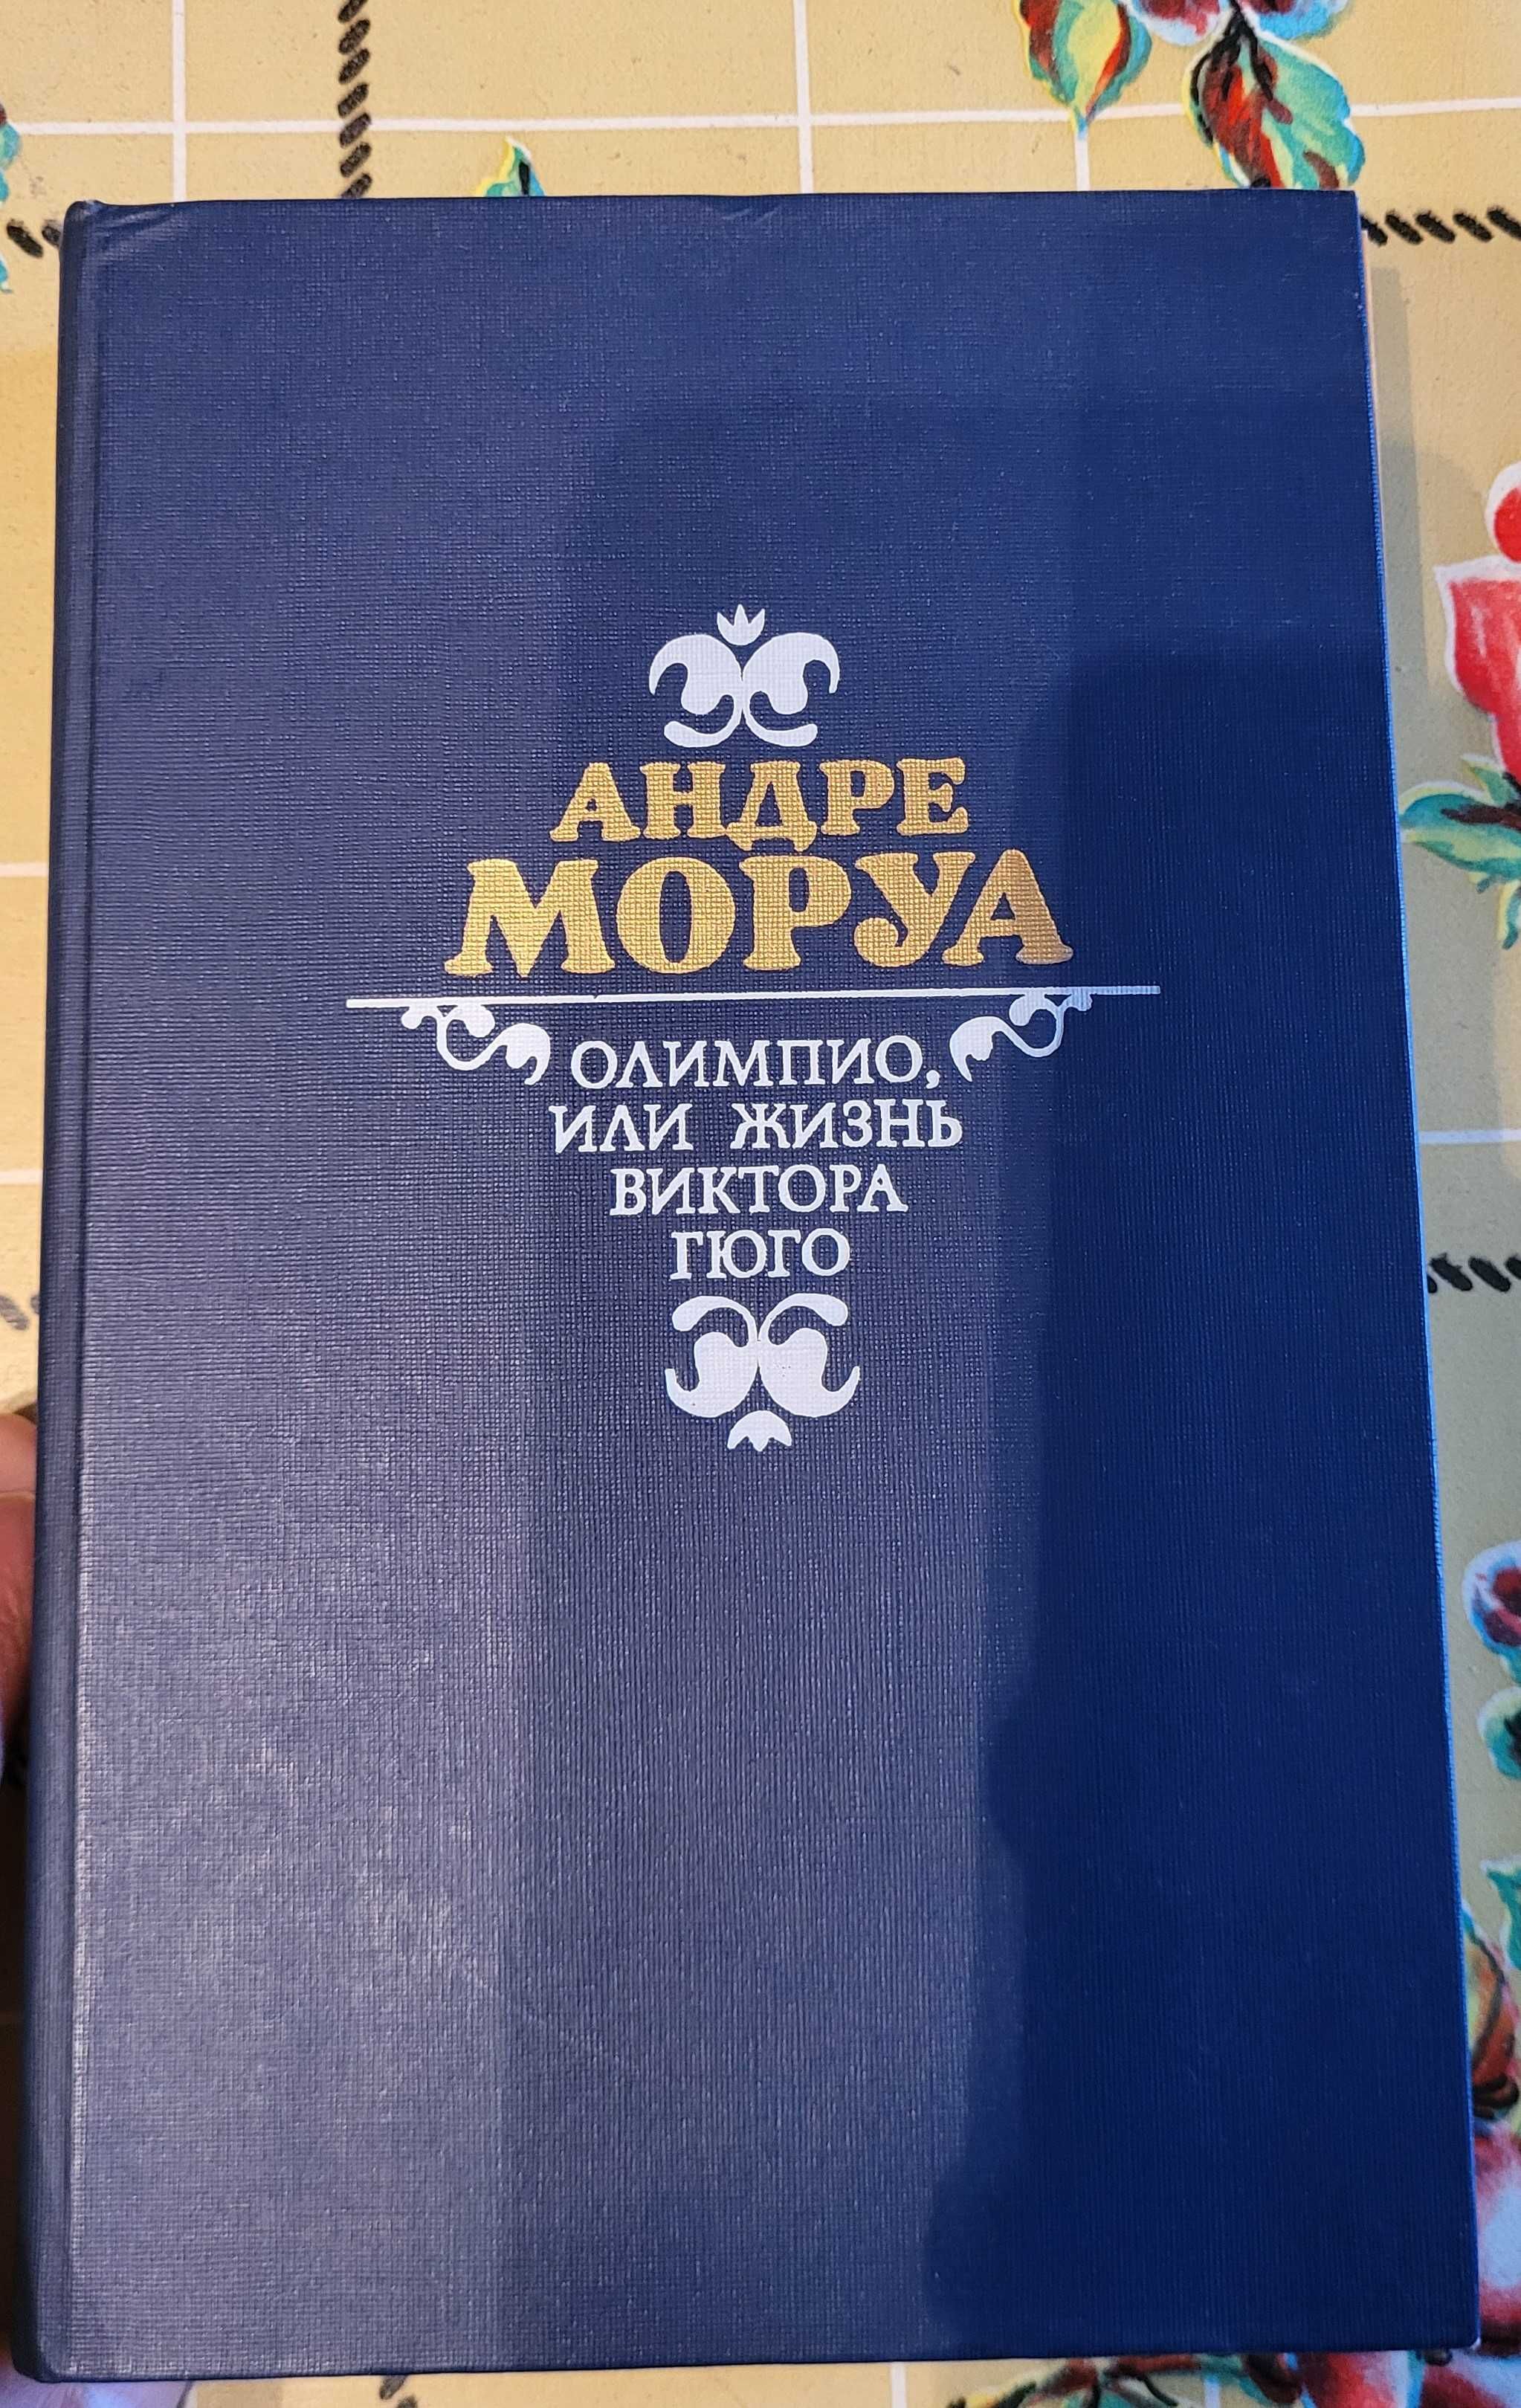 АНДРЕ
МОРУА
ОЛИМПИО,
ИЛИ ЖИЗНЬ
ВИКТОРА
ГЮГО